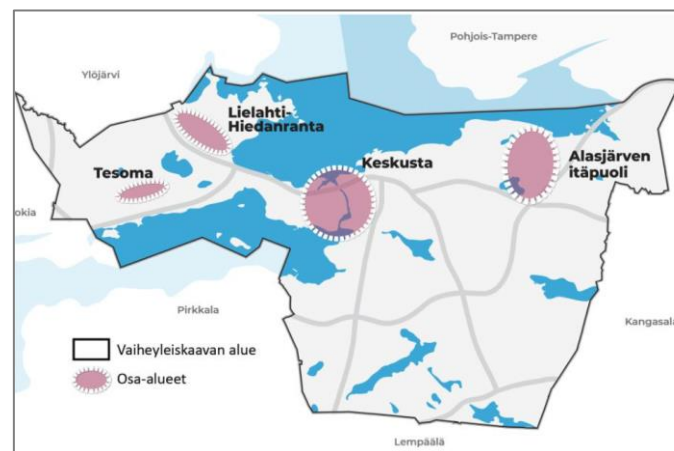 Pohjois-Tampere
Ylöjärvi
Lielahti-
Hiedanranta
Keskusta
Tesoma
Alasjärven
itäpuoli
okia
Pirkkala
Kangasala
Vaiheyleiskaavan alue
Osa-alueet
Lempäälä